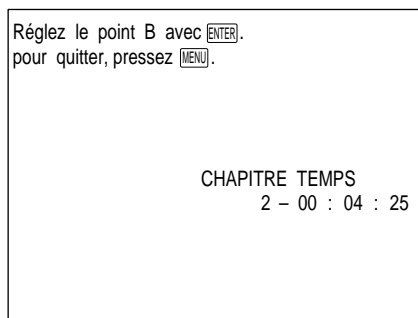 Réglez le point B avec ENTER.
pour quitter, pressez MENU.
CHAPITRE TEMPS
2 – 00 : 04 : 25